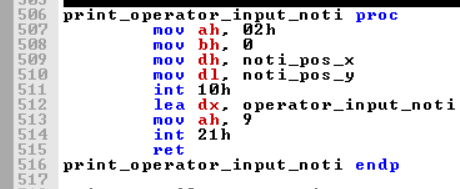 506 print_operator_input_noti proc
507 mov ah, 02h
508 mov bh, 0
509 mov dh, noti_pos_x
510 mov dl, noti_pos_y
511 int 10h
512 lea dx, operator_input_noti
513 mov ah, 9
514 int 21h
515 ret
516 print_operator_input_noti endp
517